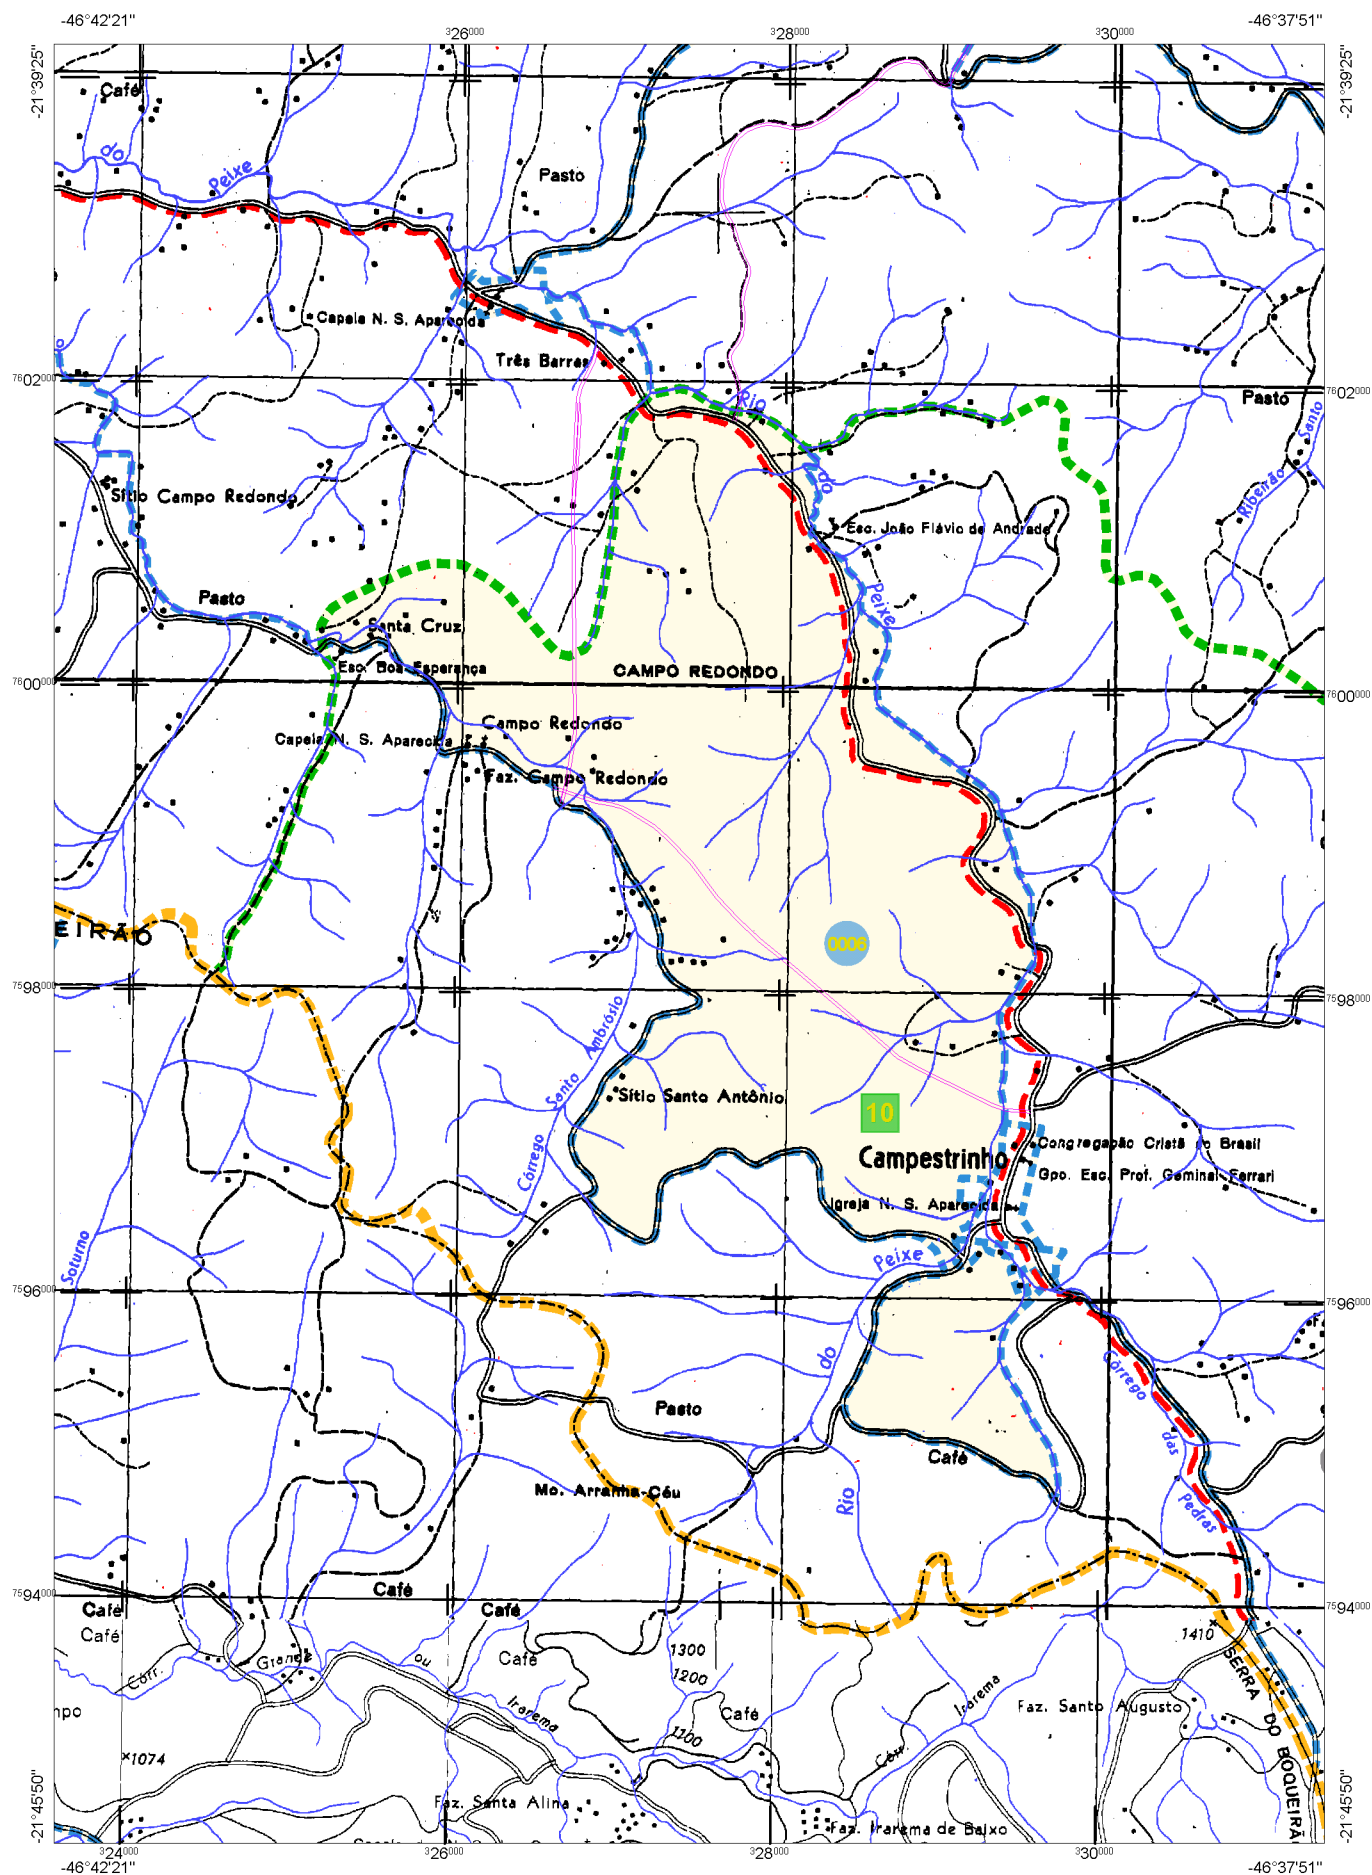 -46°42'21"
-46°37'51"
326000
328000
330000
-21°39'25"
-21°39'25"
Café
do
Peixe
Pasto
Capela N. S. Aparecida
Três Barras
7602000
7602000
Rio
Pasto
Santo
Ribeirão
do
Sítio Campo Redondo
Esc. João Flávio de Andrade
Peixe
Pasto
Santa Cruz
Esc. Boa Esperança
CAMPO REDONDO
7600000
7600000
Campo Redondo
Capela N. S. Aparecida
Faz. Campo Redondo
EIRÃO
0006
7598000
7598000
Córrego Santo Ambrósio
Sítio Santo Antônio
10
Campestrinho
Congregação Cristã do Brasil
Gpo. Esc. Prof. Geminal Ferrari
Igreja N. S. Aparecida
Soturno
Peixe
7596000
7596000
do
Córrego
das
Pedras
Pasto
Café
Mo. Arranha-Céu
Rio
Café
7594000
7594000
Café
Café
Café
1410
1300
1200
Córr.
Grande
ou
Café
Irarema
SERRA DO BOQUEIRÃ
Faz. Santo Augusto
Irarema
Café
mpo
1100
Córr.
1074
Faz. Santa Alina
Faz. Irarema de Baixo
-21°45'50"
-21°45'50"
324000
326000
328000
330000
-46°42'21"
-46°37'51"